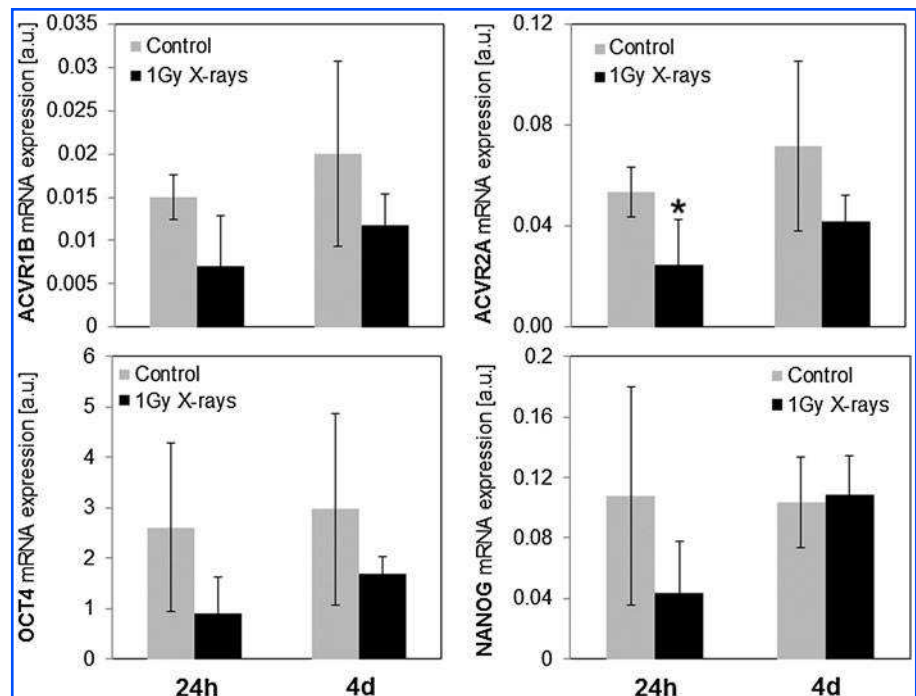 ACVR1B mRNA expression [a.u.]
0.035
0.03
0.025
0.02
0.015
0.01
0.005
0
Control
1Gy X-rays
ACVR2A mRNA expression [a.u.]
0.12
0.08
0.04
0.00
Control
1Gy X-rays
*
OCT4 mRNA expression [a.u.]
6
5
4
3
2
1
0
Control
1Gy X-rays
24h
4d
NANOG mRNA expression [a.u.]
0.2
0.16
0.12
0.08
0.04
0
Control
1Gy X-rays
24h
4d